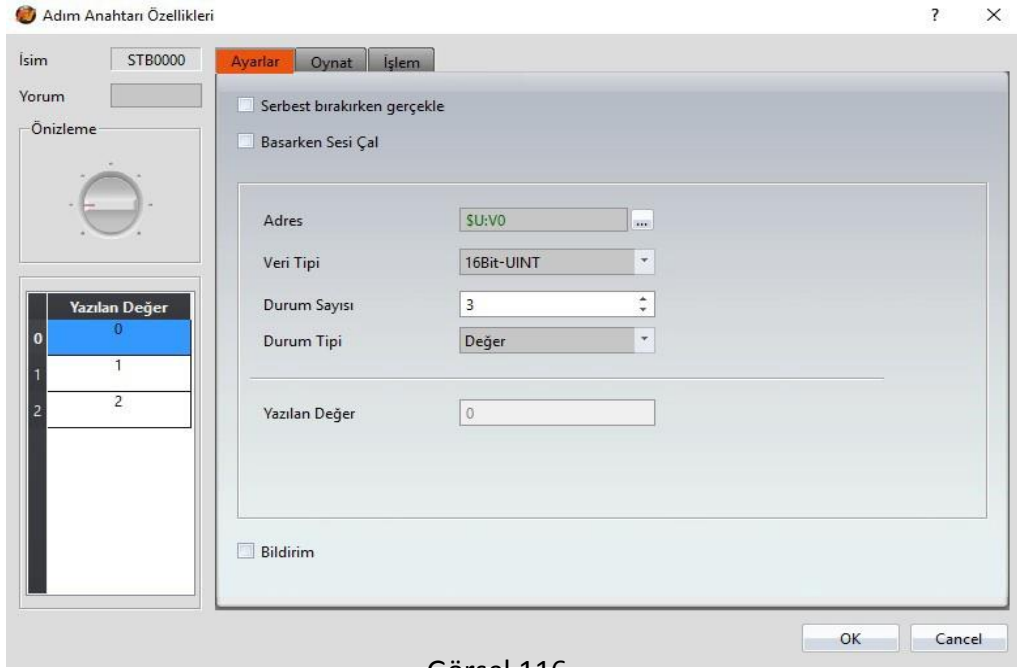 Adım Anahtarı Özellikleri
?
İsim
STB0000
Yorum
Önizleme
Yazılan Değer
0 0
1 1
2 2
Ayarlar Oynat İşlem
Serbest bırakırken gerçekle
Basarken Sesi Çal
Adres $U:V0 ...
Veri Tipi 16Bit-UINT
Durum Sayısı 3
Durum Tipi Değer
Yazılan Değer 0
Bildirim
OK Cancel
Görsel 116